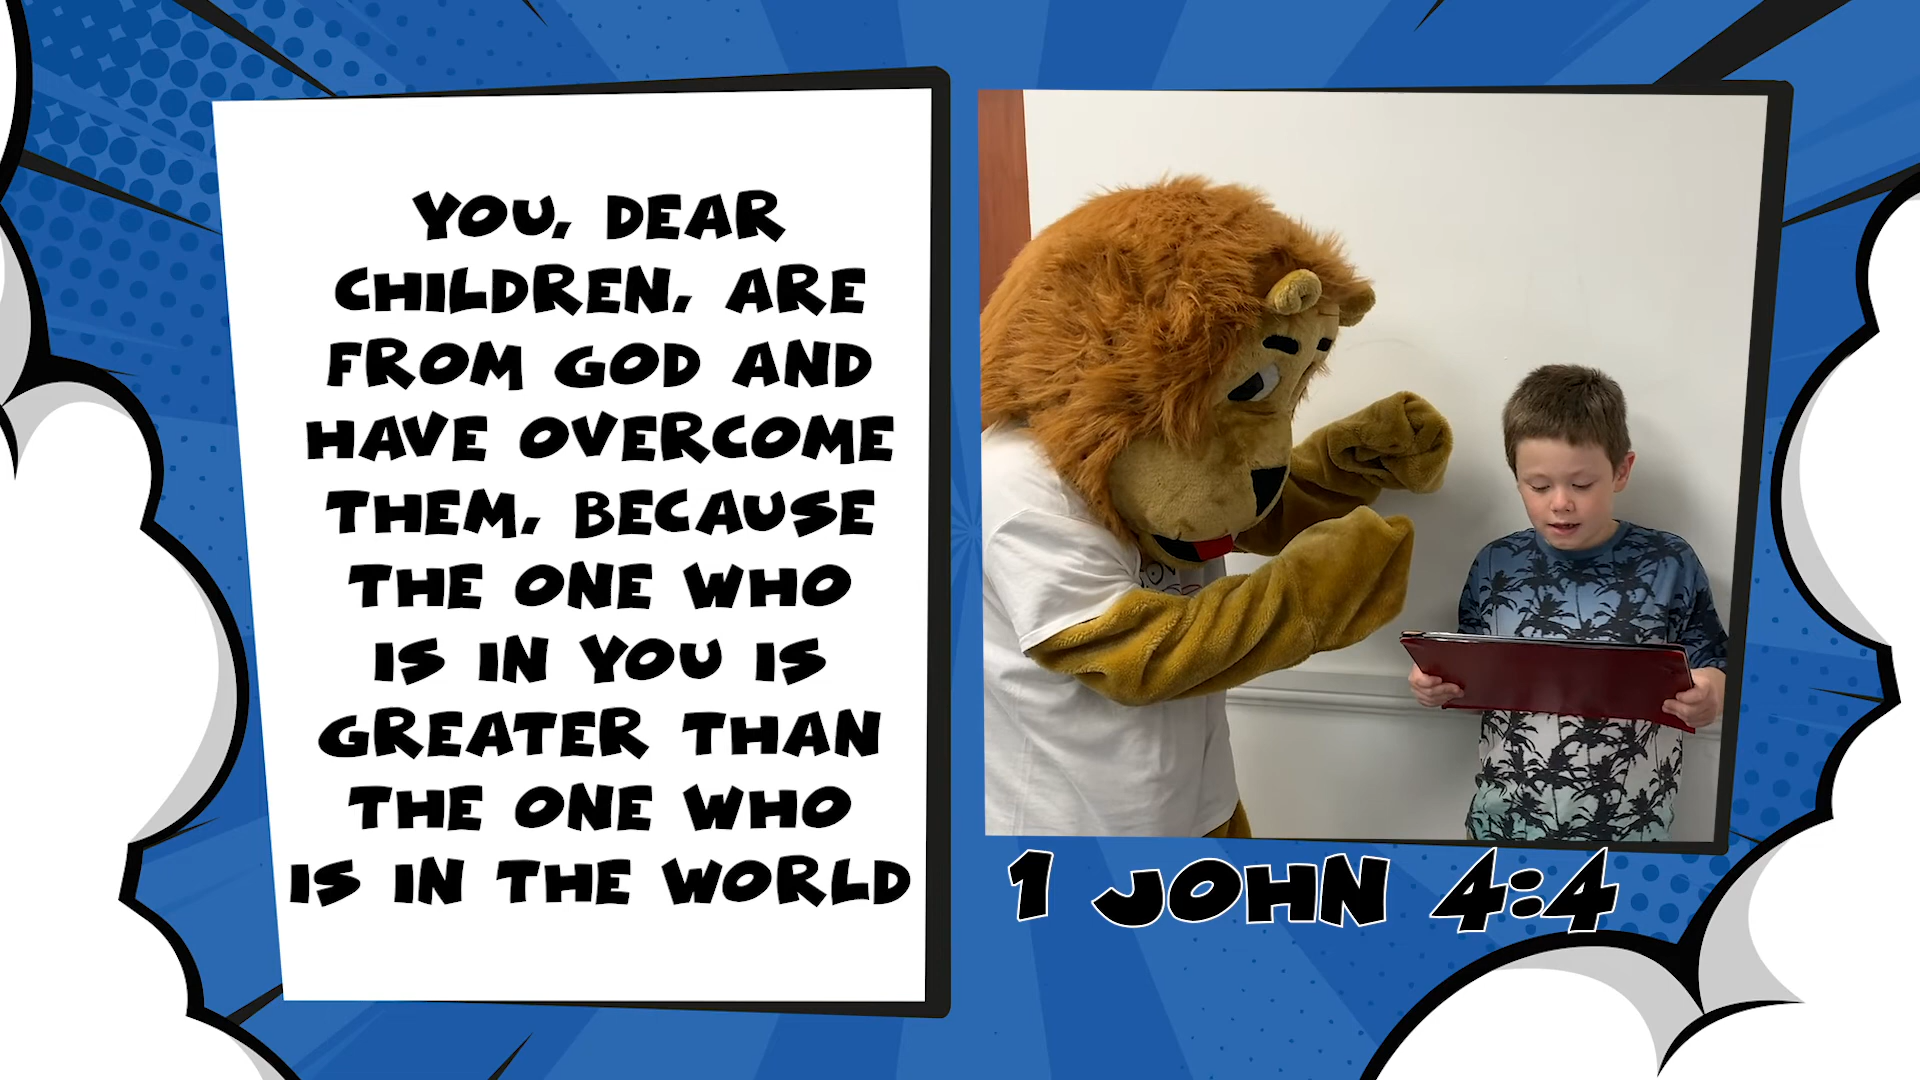 YOU, DEAR
CHILDREN, ARE
FROM GOD AND
HAVE OVERCOME
THEM, BECAUSE
THE ONE WHO
IS IN YOU IS
GREATER THAN
THE ONE WHO
IS IN THE WORLD
1 JOHN 4:4